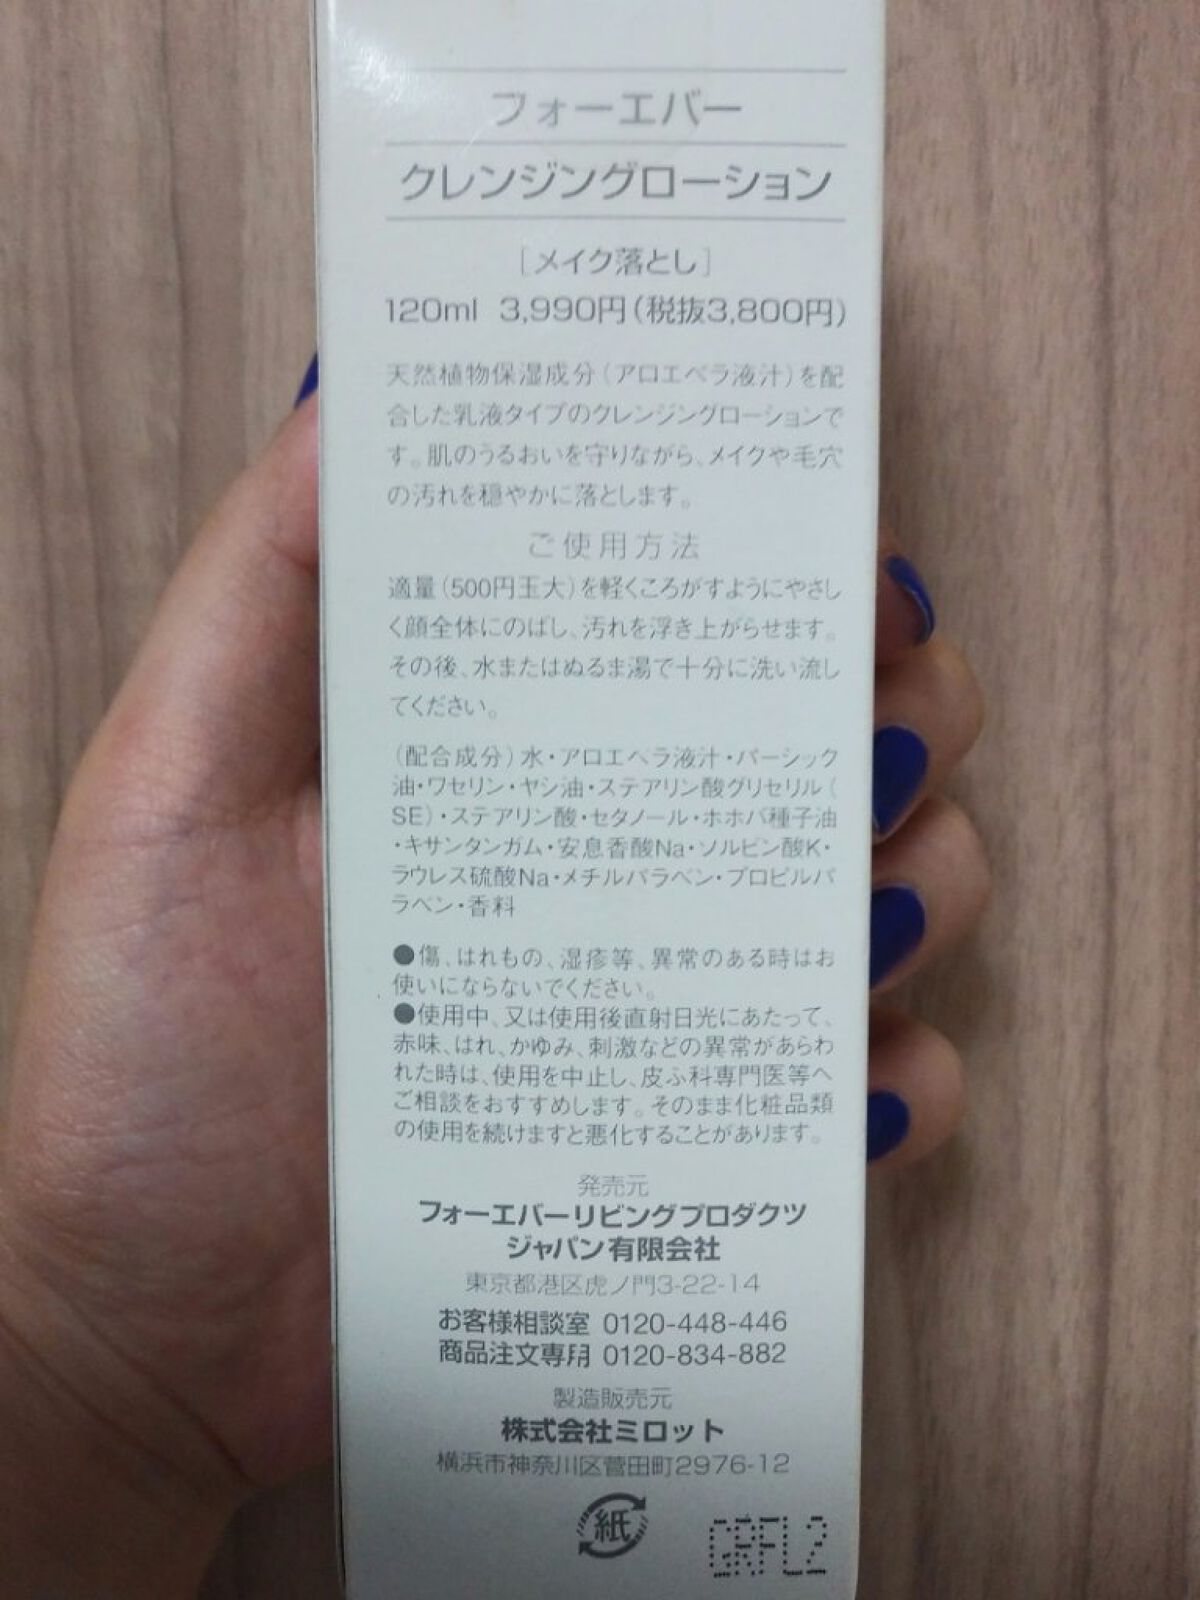 フォーエバー
クレンジングローション
［メイク落とし］
120ml 3,990円（税抜3,800円）
天然植物保湿成分（アロエベラ液汁）を配
合した乳液タイプのクレンジングローションで
す。肌のうるおいを守りながら、メイクや毛穴
の汚れを穏やかに落とします。
ご使用方法
適量（500円玉大）を軽くころがすようにやさし
く顔全体にのばし、汚れを浮き上がらせます。
その後、水またはぬるま湯で十分に洗い流し
てください。
（配合成分）水・アロエベラ液汁・パーシック
油・ワセリン・ヤシ油・ステアリン酸グリセリル（
SE）・ステアリン酸・セタノール・ホホバ種子油
・キサンタンガム・安息香酸Na・ソルビン酸K・
ラウレス硫酸Na・メチルパラベン・プロピルパ
ラベン・香料
●傷、はれもの、湿疹等、異常のある時はお
使いにならないでください。
●使用中、又は使用後直射日光にあたって、
赤味、はれ、かゆみ、刺激などの異常があらわ
れた時は、使用を中止し、皮ふ科専門医等へ
ご相談をおすすめします。そのまま化粧品類
の使用を続けますと悪化することがあります。
発売元
フォーエバーリビングプロダクツ
ジャパン有限会社
東京都港区虎ノ門3-22-14
お客様相談室 0120-448-446
商品注文専用 0120-834-882
製造販売元
株式会社ミロット
横浜市神奈川区菅田町2976-12
紙
GRFL2